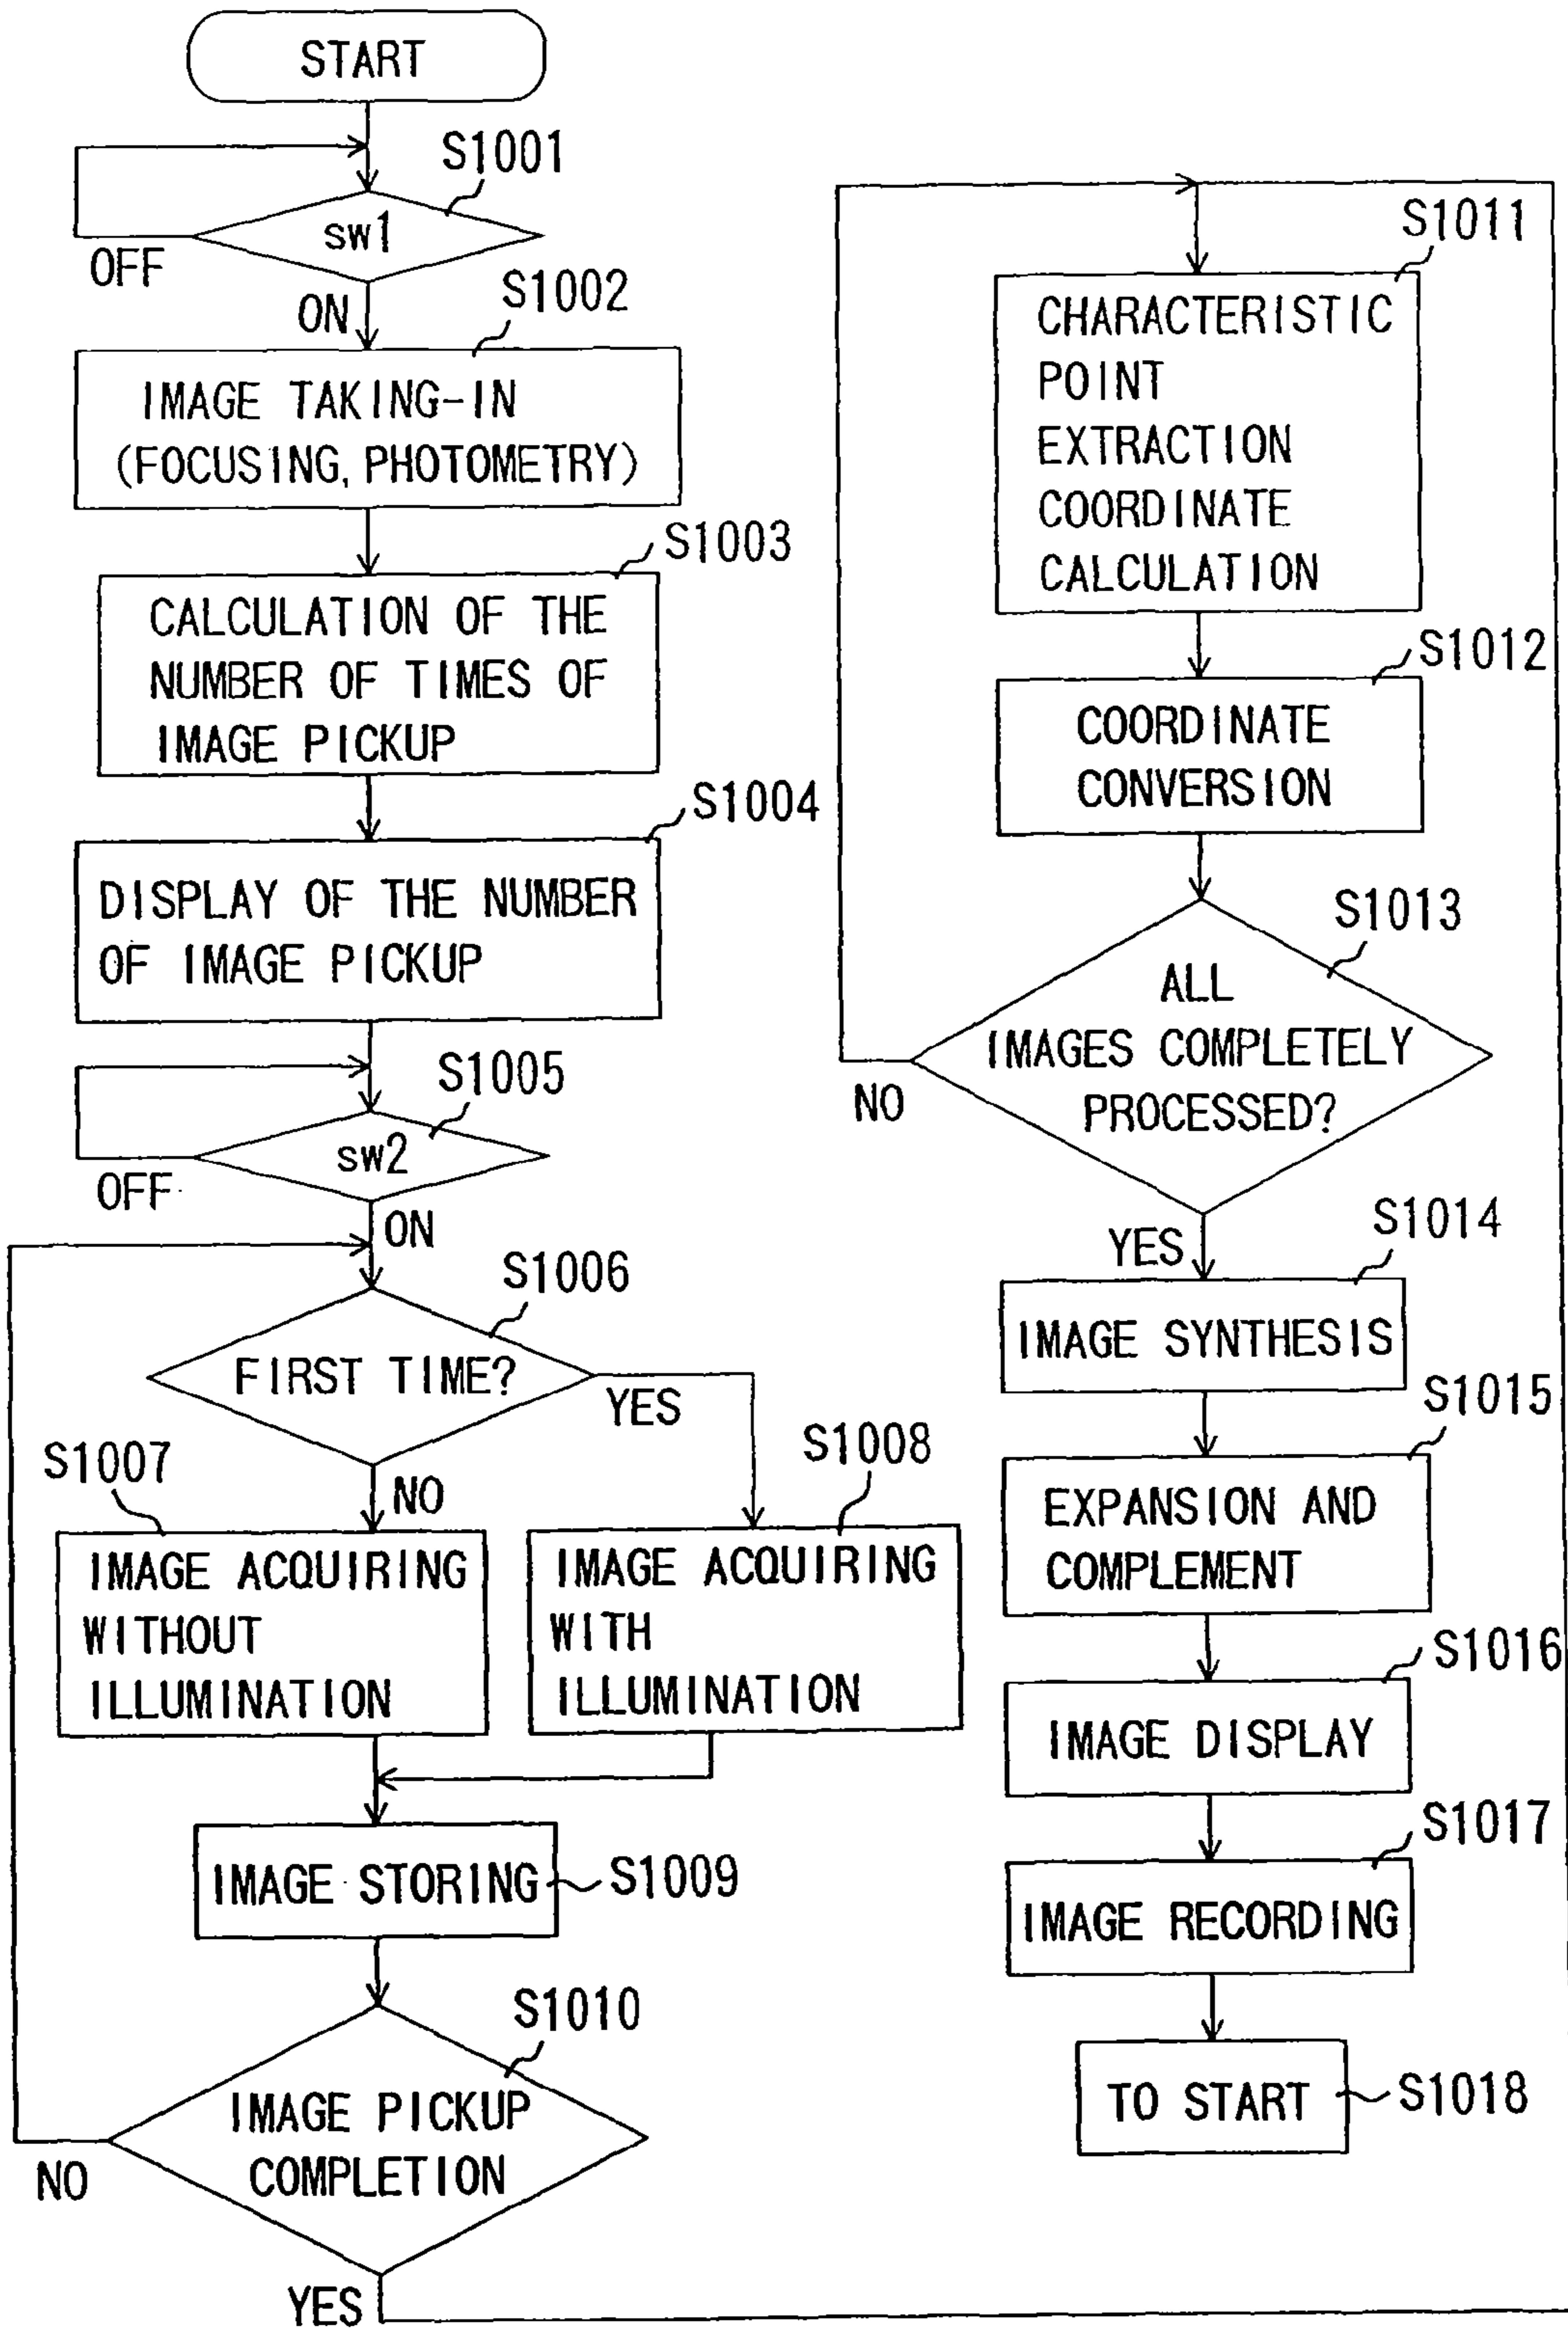 START
S1001
sw1
OFF
ON
S1002
IMAGE TAKING-IN
(FOCUSING, PHOTOMETRY)
S1003
CALCULATION OF THE
NUMBER OF TIMES OF
IMAGE PICKUP
S1004
DISPLAY OF THE NUMBER
OF IMAGE PICKUP
S1005
sw2
OFF
ON
S1006
FIRST TIME?
YES
NO
S1007
IMAGE ACQUIRING
WITHOUT
ILLUMINATION
S1008
IMAGE ACQUIRING
WITH
ILLUMINATION
IMAGE STORING
S1009
S1010
IMAGE PICKUP
COMPLETION
NO
YES
S1011
CHARACTERISTIC
POINT
EXTRACTION
COORDINATE
CALCULATION
S1012
COORDINATE
CONVERSION
S1013
ALL
IMAGES COMPLETELY
PROCESSED?
NO
YES
S1014
IMAGE SYNTHESIS
S1015
EXPANSION AND
COMPLEMENT
S1016
IMAGE DISPLAY
S1017
IMAGE RECORDING
TO START
S1018